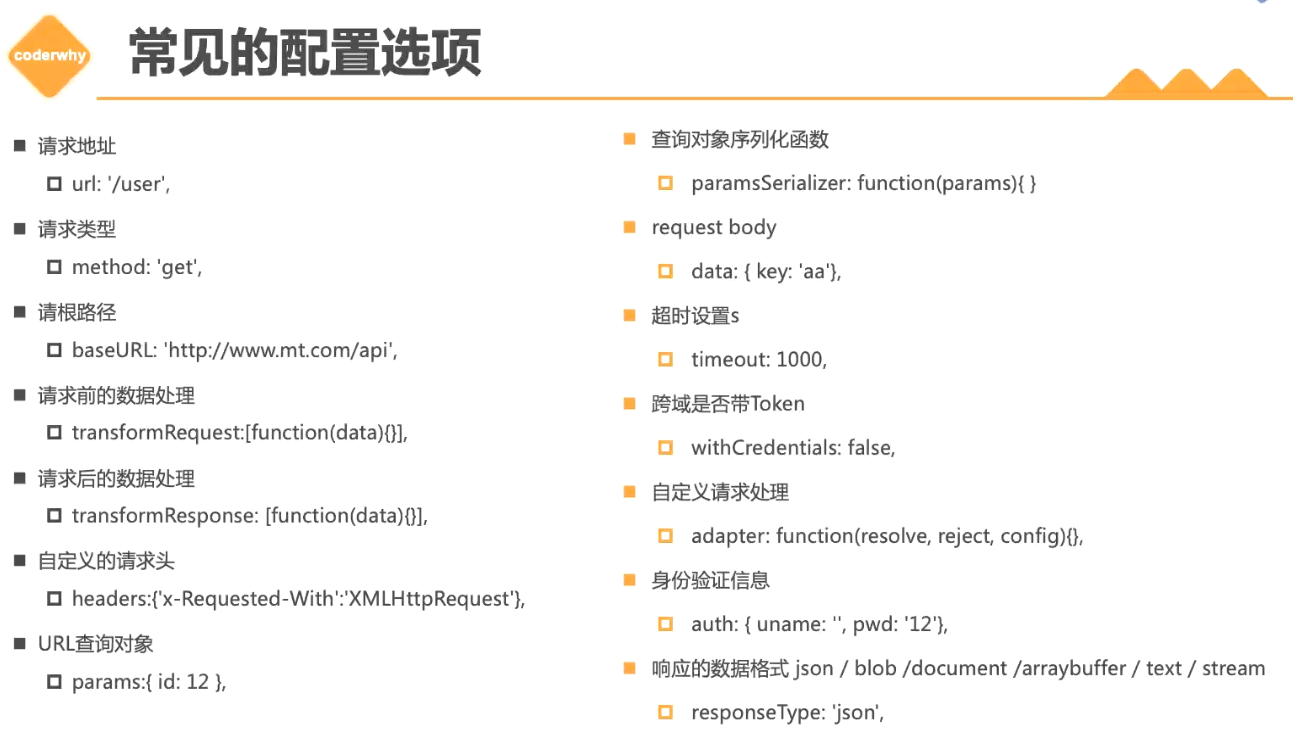 coderwhy
常见的配置选项
请求地址
url: '/user',
请求类型
method: 'get',
请根路径
baseURL: 'http://www.mt.com/api',
请求前的数据处理
transformRequest:[function(data){}],
请求后的数据处理
transformResponse: [function(data){}],
自定义的请求头
headers:{'x-Requested-With':'XMLHttpRequest'},
URL查询对象
params:{ id: 12 },
查询对象序列化函数
paramsSerializer: function(params){ }
request body
data: { key: 'aa'},
超时设置s
timeout: 1000,
跨域是否带Token
withCredentials: false,
自定义请求处理
adapter: function(resolve, reject, config){},
身份验证信息
auth: { uname: '', pwd: '12'},
响应的数据格式 json / blob /document /arraybuffer / text / stream
responseType: 'json',